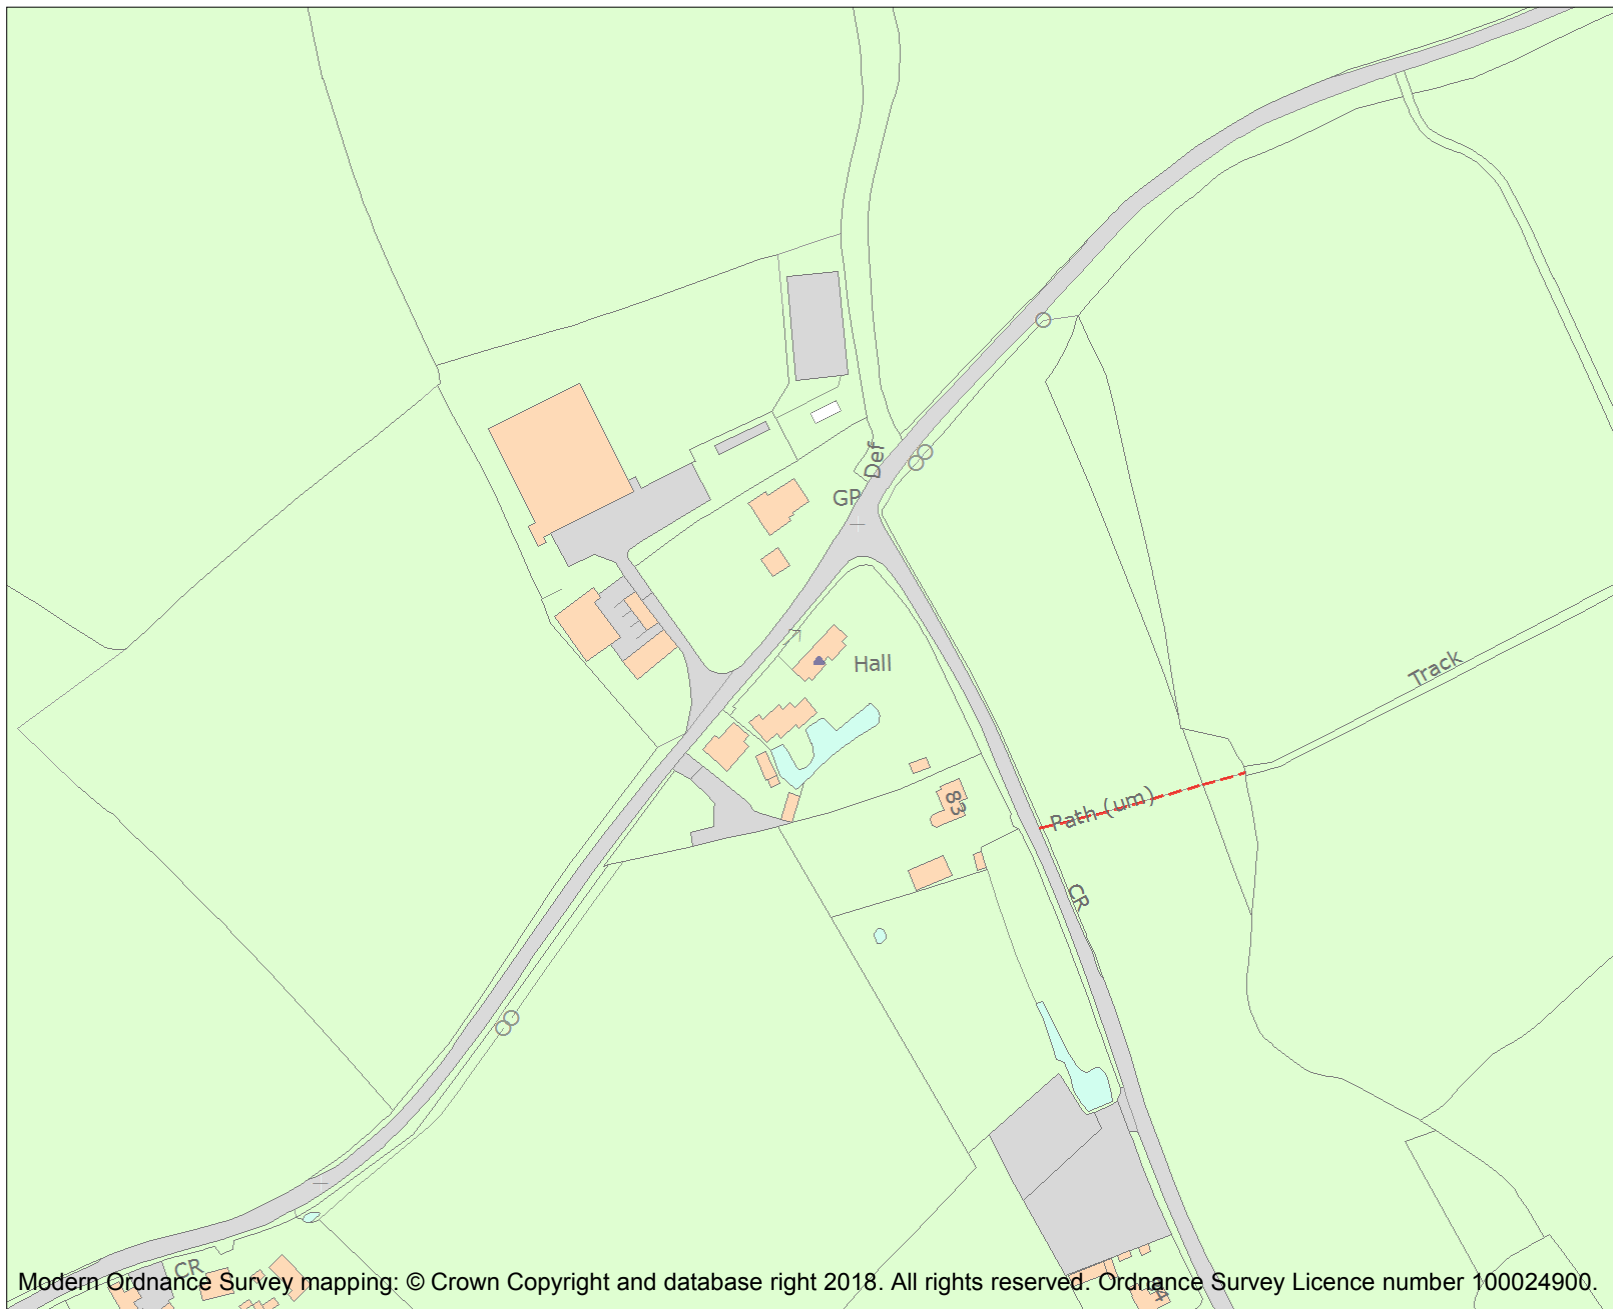 Def
GP
Hall
Track
83
Path (um)
CR
CR
Modern Ordnance Survey mapping: © Crown Copyright and database right 2018. All rights reserved. Ordnance Survey Licence number 100024900.